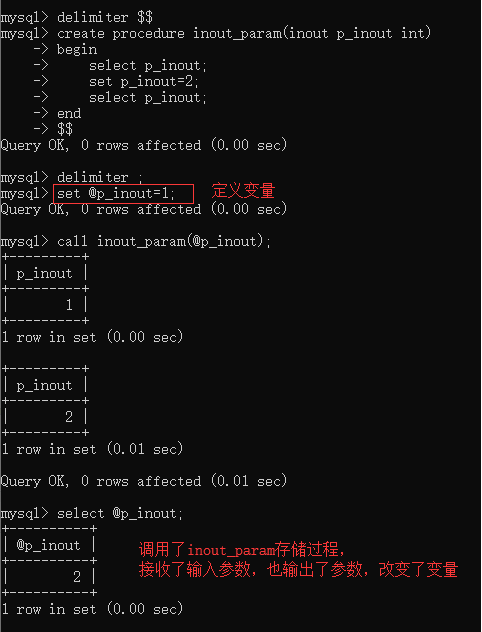 mysql> delimiter $$
mysql> create procedure inout_param(inout p_inout int)
    -> begin
    ->     select p_inout;
    ->     set p_inout=2;
    ->     select p_inout;
    -> end
    -> $$
Query OK, 0 rows affected (0.00 sec)
mysql> delimiter ;
mysql> set @p_inout=1; 定义变量
Query OK, 0 rows affected (0.00 sec)
mysql> call inout_param(@p_inout);
+---------+
| p_inout |
+---------+
|       1 |
+---------+
1 row in set (0.00 sec)
+---------+
| p_inout |
+---------+
|       2 |
+---------+
1 row in set (0.01 sec)
Query OK, 0 rows affected (0.01 sec)
mysql> select @p_inout;
+----------+
| @p_inout |
+----------+
|        2 |
+----------+
1 row in set (0.00 sec)
调用了inout_param存储过程，
接收了输入参数，也输出了参数，改变了变量